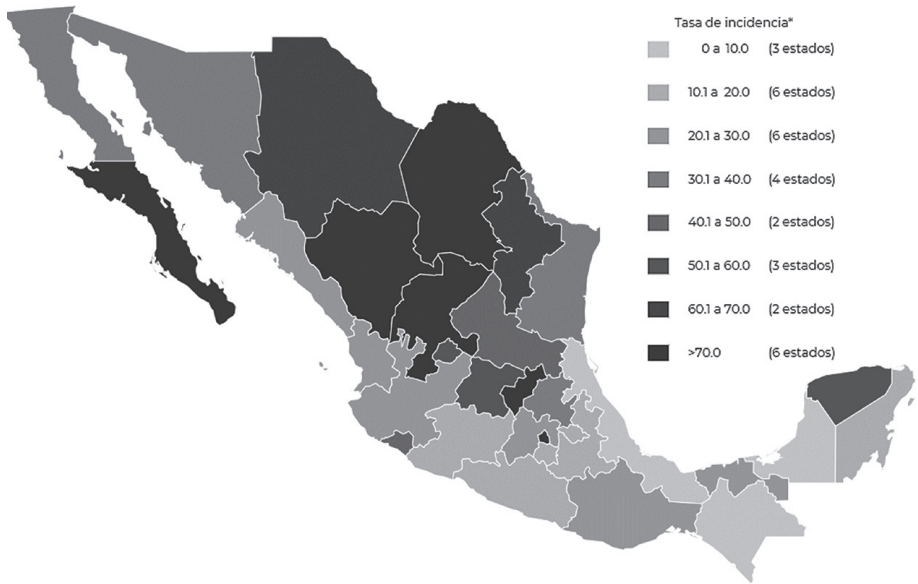 Tasa de incidencia*
0 a 10.0 (3 estados)
10.1 a 20.0 (6 estados)
20.1 a 30.0 (6 estados)
30.1 a 40.0 (4 estados)
40.1 a 50.0 (2 estados)
50.1 a 60.0 (3 estados)
60.1 a 70.0 (2 estados)
>70.0 (6 estados)